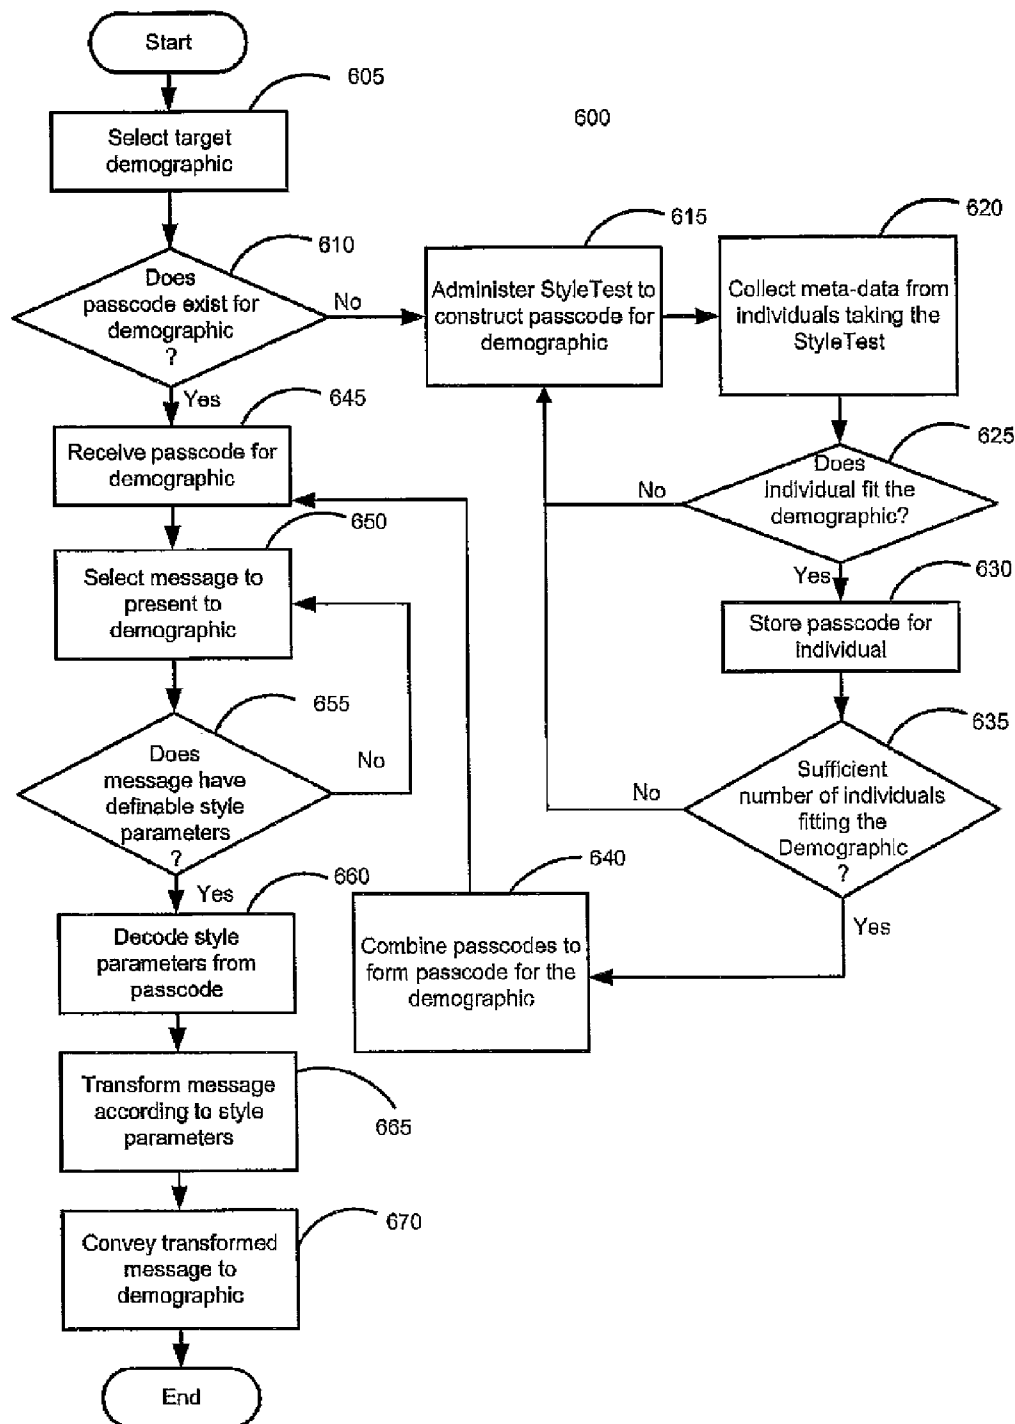 Start
605
600
Select target
demographic
610
Does
passcode exist for
demographic
?
No
Yes
615
Administer StyleTest to
construct passcode for
demographic
620
Collect meta-data from
individuals taking the
StyleTest
625
Does
individual fit the
demographic?
No
Yes
630
Store passcode for
individual
635
Sufficient
number of individuals
fitting the
Demographic
?
No
Yes
640
Combine passcodes to
form passcode for the
demographic
645
Receive passcode for
demographic
650
Select message to
present to
demographic
655
Does
message have
definable style
parameters
?
No
Yes
660
Decode style
parameters from
passcode
Transform message
according to style
parameters
665
670
Convey transformed
message to
demographic
End